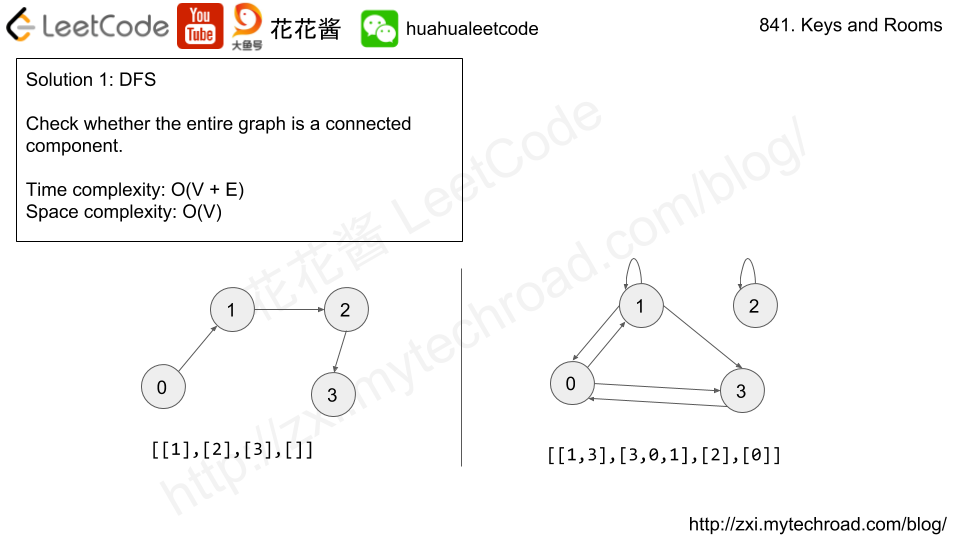 LeetCode
You
Tube
大鱼号
花花酱
huahualeetcode
841. Keys and Rooms
Solution 1: DFS
Check whether the entire graph is a connected
component.
Time complexity: O(V + E)
Space complexity: O(V)
花花酱 LeetCode
http://zxi.mytechroad.com/blog/
1
2
0
3
[[1],[2],[3],[]]
1
2
0
3
[[1,3],[3,0,1],[2],[0]]
http://zxi.mytechroad.com/blog/